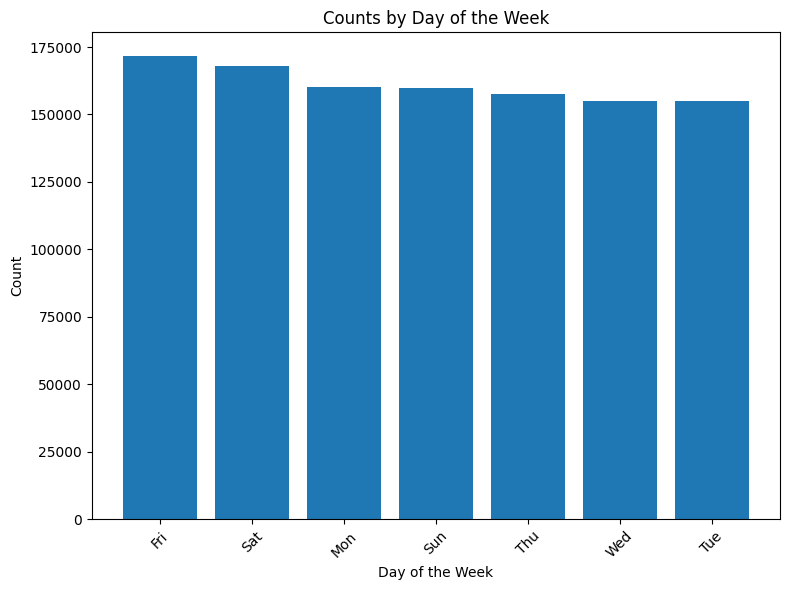 Counts by Day of the Week
175000
150000
125000
100000
75000
50000
25000
0
Count
Fri
Sat
Mon
Sun
Thu
Wed
Tue
Day of the Week